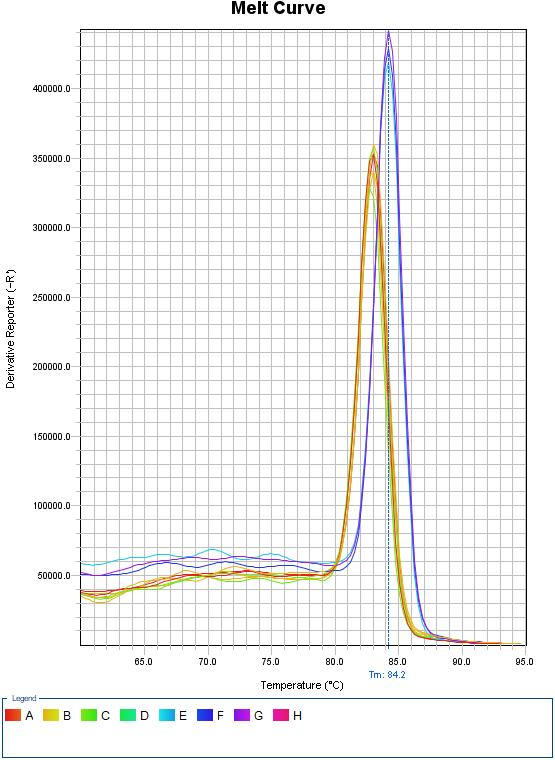 Melt Curve
400000.0
350000.0
300000.0
250000.0
200000.0
150000.0
100000.0
50000.0
Derivative Reporter (-R')
65.0 70.0 75.0 80.0 85.0 90.0 95.0
Tm: 84.2
Temperature (°C)
Legend
A B C D E F G H